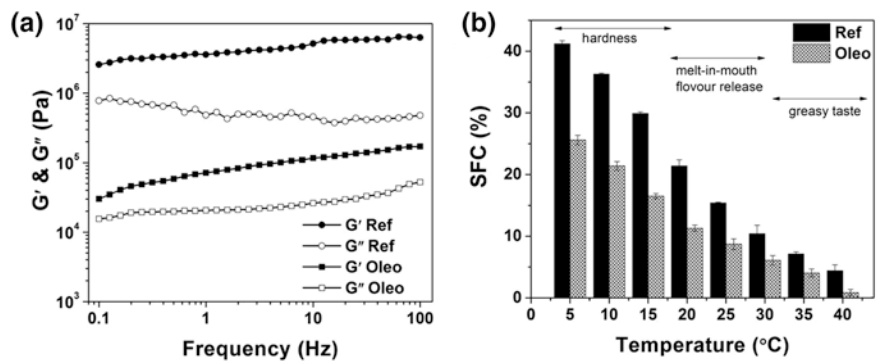 (a)
10⁷
10⁶
10⁵
10⁴
10³
G′ & G″ (Pa)
G′ Ref
G″ Ref
G′ Oleo
G″ Oleo
0.1
1
10
100
Frequency (Hz)
(b)
Ref
Oleo
hardness
melt-in-mouth
flovour release
greasy taste
40
30
20
10
0
SFC (%)
0
5
10
15
20
25
30
35
40
Temperature (°C)